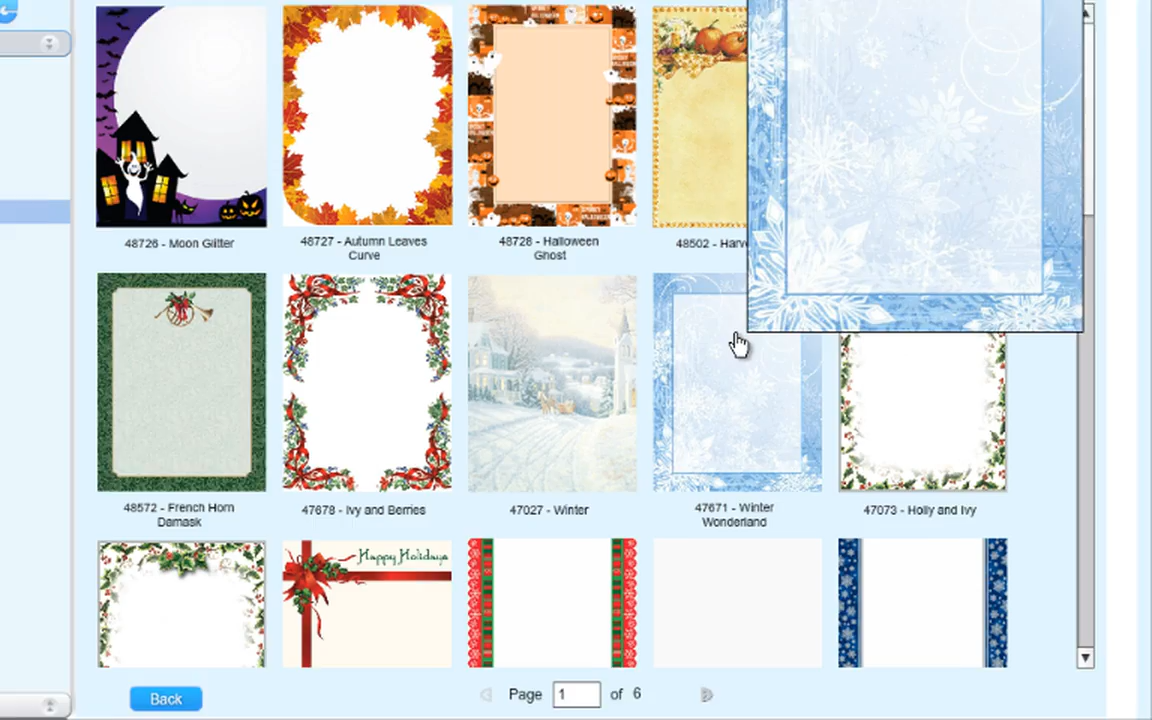 48726 - Moon Glitter
48727 - Autumn Leaves
Curve
48728 - Halloween
Ghost
48502 - Harv
48572 - French Horn
Damask
47678 - Ivy and Berries
47027 - Winter
47671 - Winter
Wonderland
47073 - Holly and Ivy
Happy Holidays
Back
Page 1 of 6